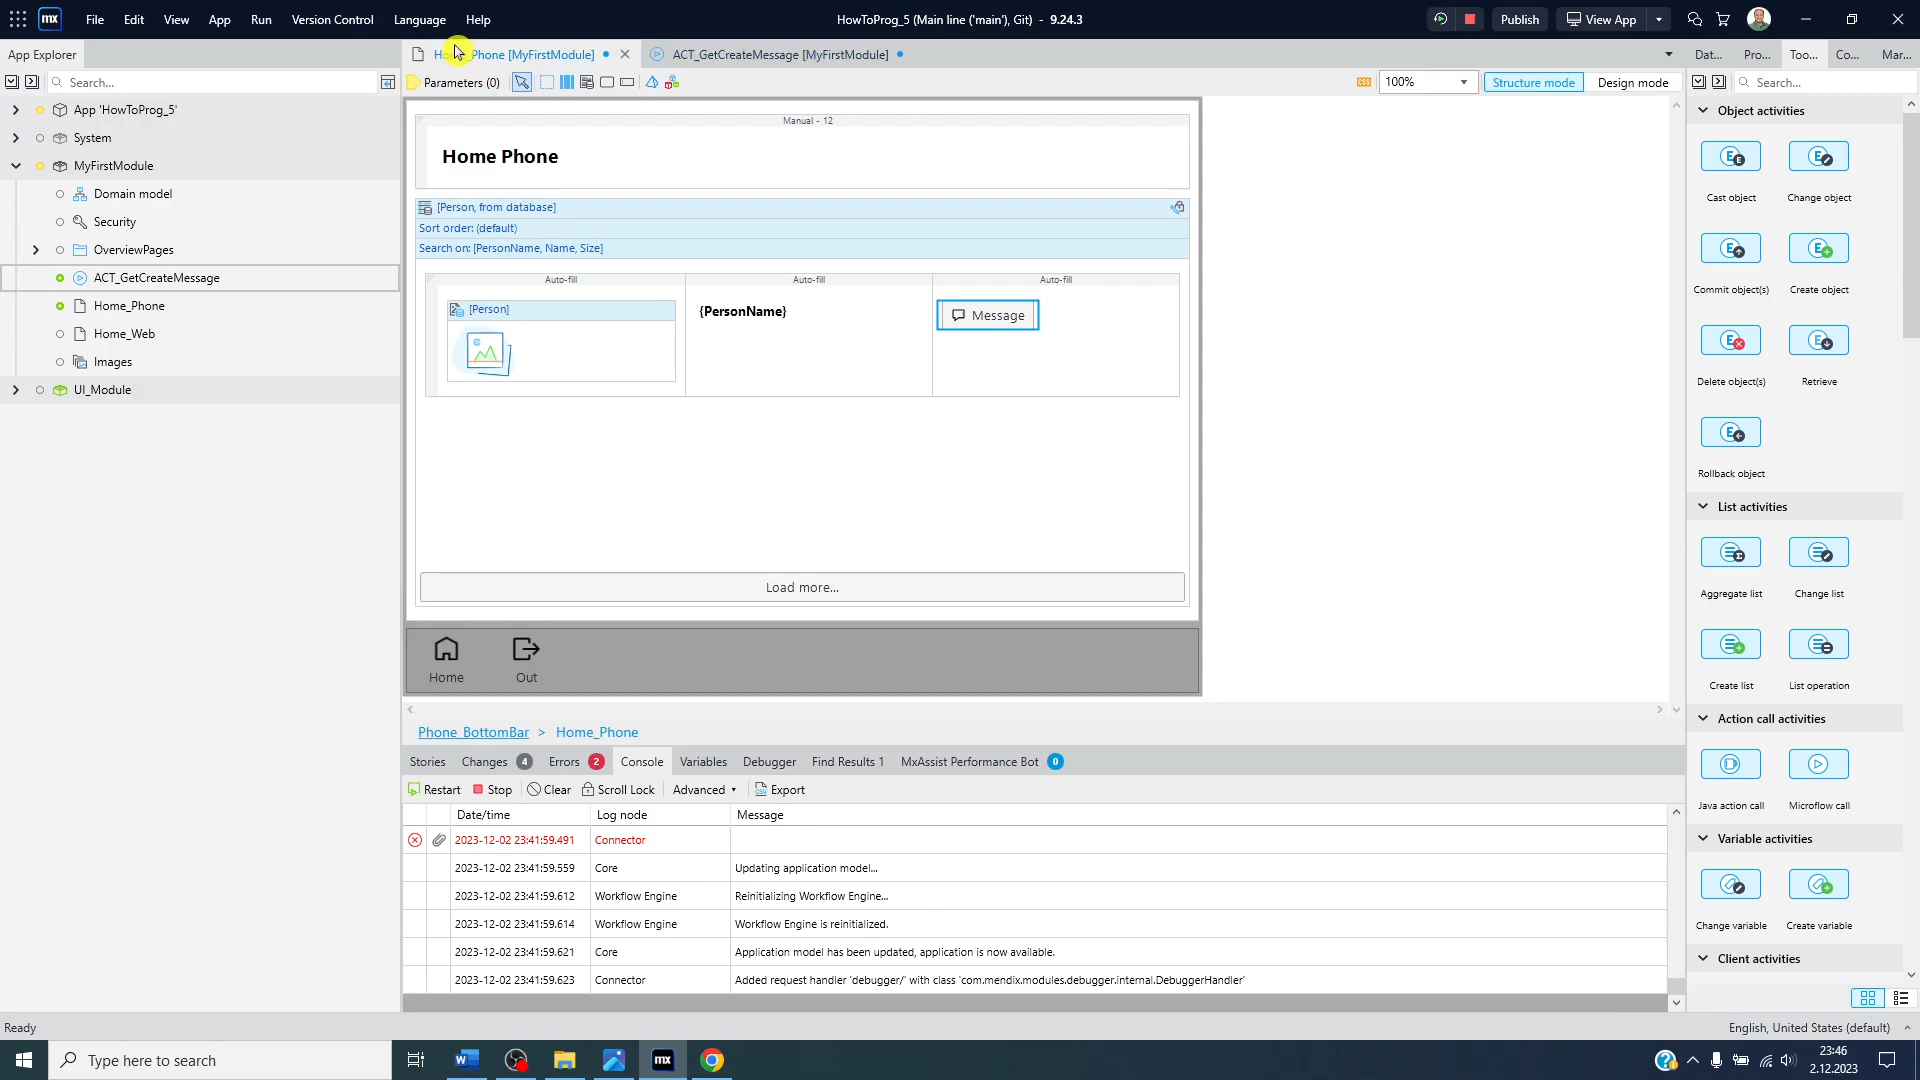 mx File Edit View App Run Version Control Language Help HowToProg_5 (Main line ('main'), Git) - 9.24.3 Publish View App
App Explorer Home_Phone [MyFirstModule] ACT_GetCreateMessage [MyFirstModule] Dat... Pro... Too... Co... Mar...
Search... Parameters (0) CSS 100% Structure mode Design mode Search...
App 'HowToProg_5'
System
MyFirstModule
Domain model
Security
OverviewPages
ACT_GetCreateMessage
Home_Phone
Home_Web
Images
UI_Module
Manual - 12
Home Phone
[Person, from database]
Sort order: (default)
Search on: [PersonName, Name, Size]
Auto-fill Auto-fill Auto-fill
[Person] {PersonName} Message
Load more...
Home Out
Phone_BottomBar > Home_Phone
Object activities
Cast object Change object
Commit object(s) Create object
Delete object(s) Retrieve
Rollback object
List activities
Aggregate list Change list
Create list List operation
Action call activities
Java action call Microflow call
Variable activities
Change variable Create variable
Client activities
Stories Changes 4 Errors 2 Console Variables Debugger Find Results 1 MxAssist Performance Bot 0
Restart Stop Clear Scroll Lock Advanced Export
Date/time Log node Message
2023-12-02 23:41:59.491 Connector
2023-12-02 23:41:59.559 Core Updating application model...
2023-12-02 23:41:59.612 Workflow Engine Reinitializing Workflow Engine...
2023-12-02 23:41:59.614 Workflow Engine Workflow Engine is reinitialized.
2023-12-02 23:41:59.621 Core Application model has been updated, application is now available.
2023-12-02 23:41:59.623 Connector Added request handler 'debugger/' with class 'com.mendix.modules.debugger.internal.DebuggerHandler'
Ready English, United States (default)
Type here to search mx 23:46
2.12.2023